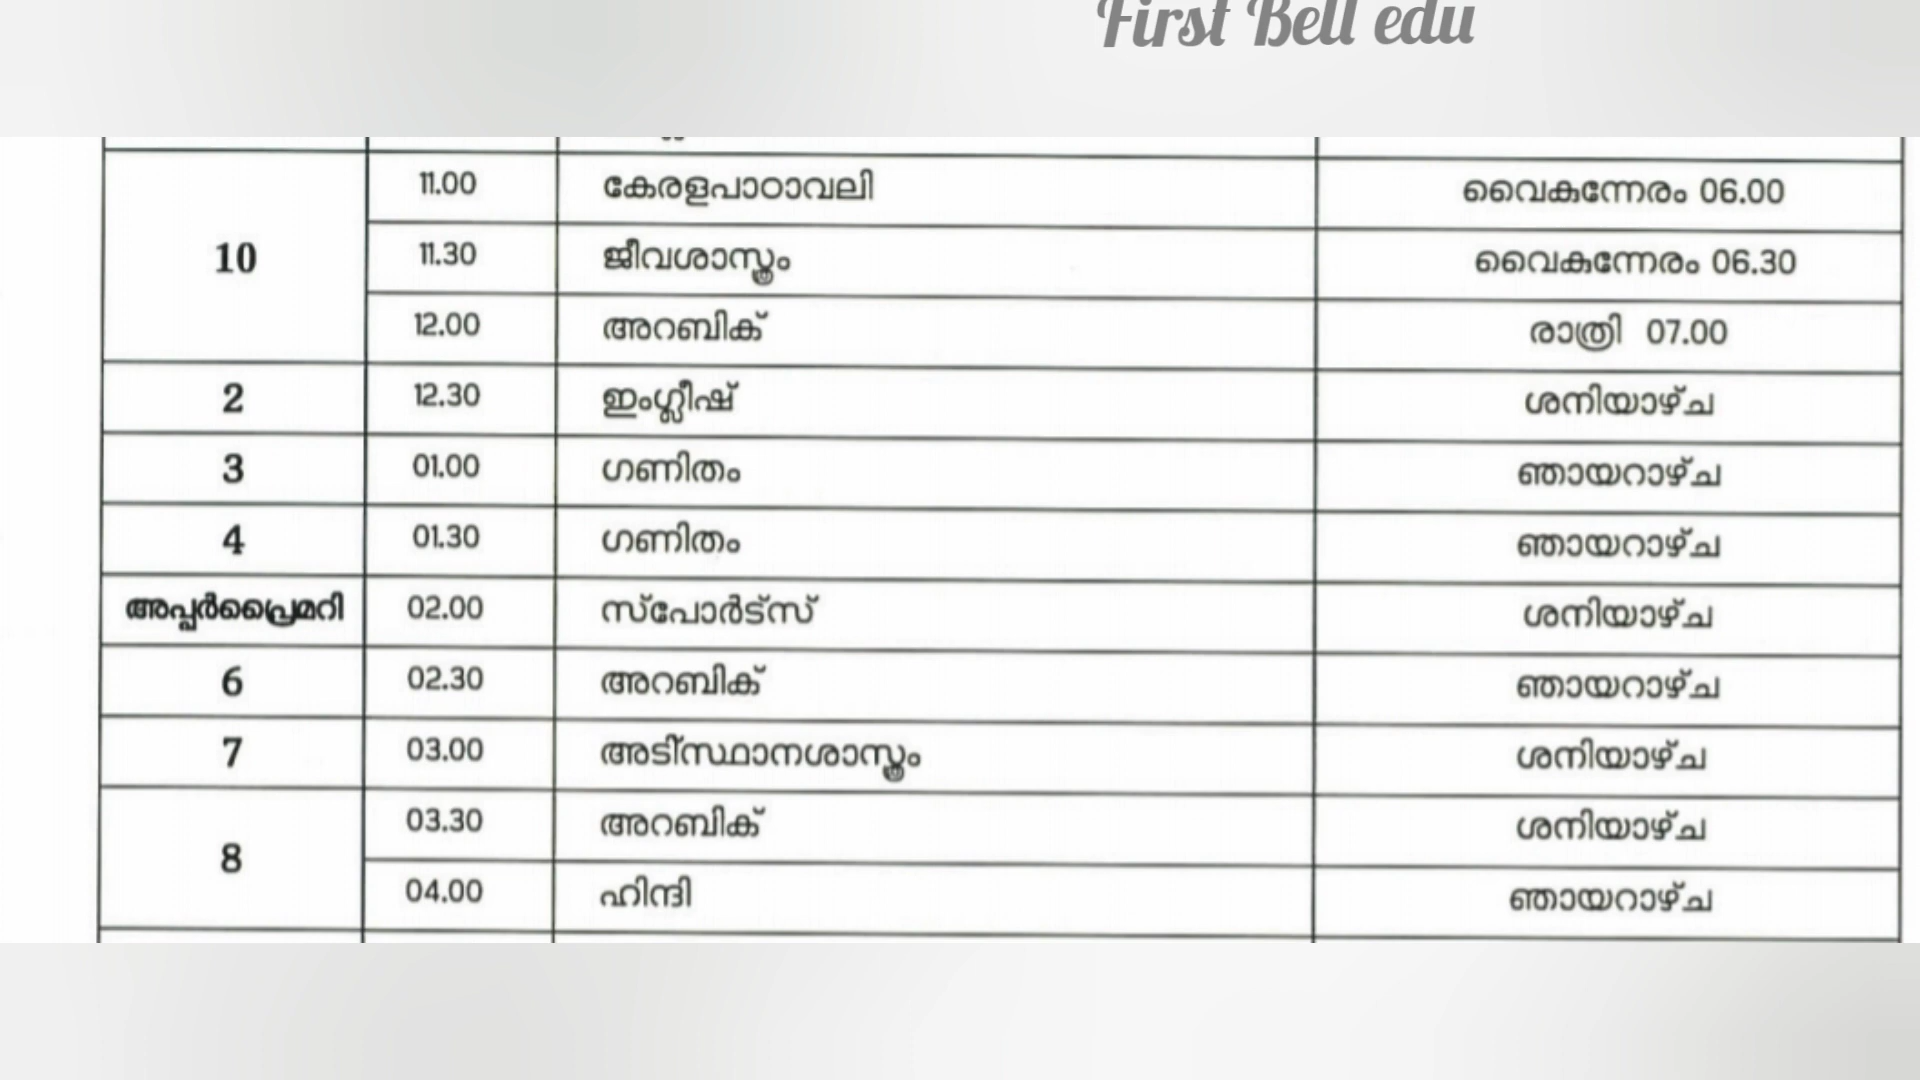 First Bell edu
10
11.00 കേരളപാഠാവലി വൈകുന്നേരം 06.00
11.30 ജീവശാസ്ത്രം വൈകുന്നേരം 06.30
12.00 അറബിക് രാത്രി 07.00
2 12.30 ഇംഗ്ലീഷ് ശനിയാഴ്ച
3 01.00 ഗണിതം ഞായറാഴ്ച
4 01.30 ഗണിതം ഞായറാഴ്ച
അപ്പർപ്രൈമറി 02.00 സ്പോർട്സ് ശനിയാഴ്ച
6 02.30 അറബിക് ഞായറാഴ്ച
7 03.00 അടിസ്ഥാനശാസ്ത്രം ശനിയാഴ്ച
8
03.30 അറബിക് ശനിയാഴ്ച
04.00 ഹിന്ദി ഞായറാഴ്ച